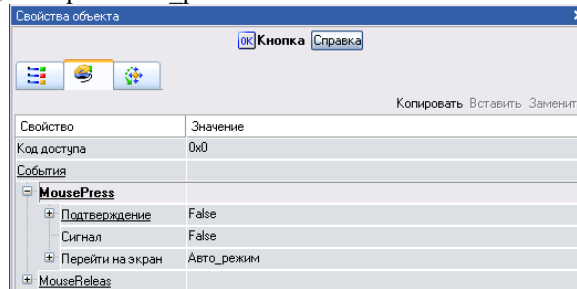 Свойства объекта
ок Кнопка Справка
Копировать Вставить Заменит
Свойство Значение
Код доступа 0x0
События
MousePress
Подтверждение False
Сигнал False
Перейти на экран Авто_режим
MouseReleas